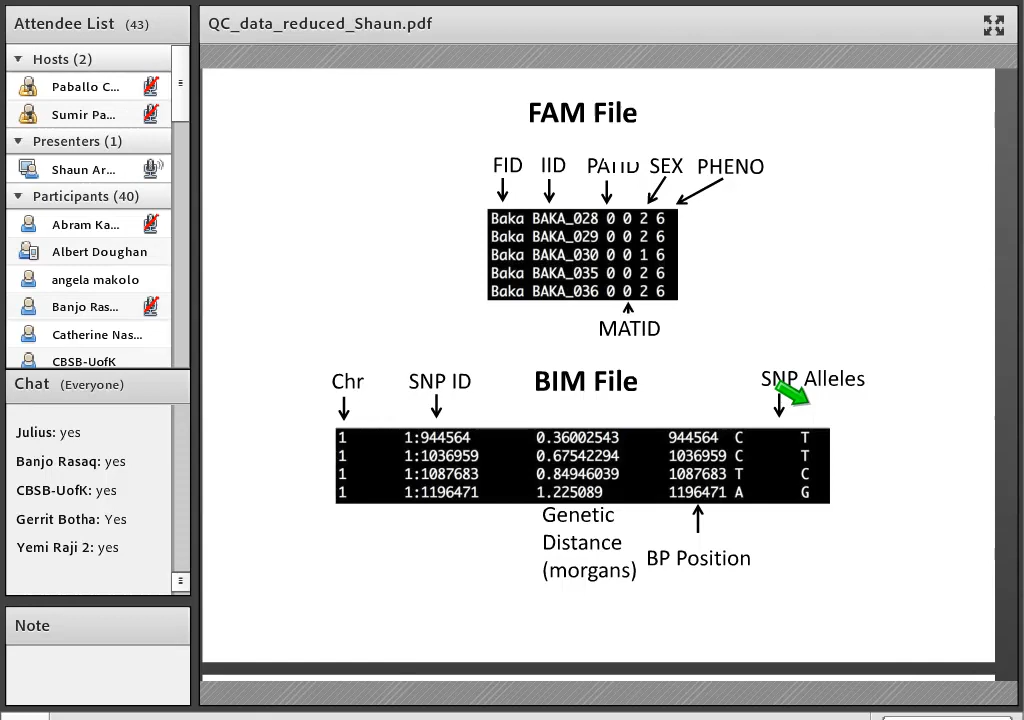 Attendee List (43)
Hosts (2)
Paballo C...
Sumir Pa...
Presenters (1)
Shaun Ar...
Participants (40)
Abram Ka...
Albert Doughan
angela makolo
Banjo Ras...
Catherine Nas...
CBSB-UofK
Chat (Everyone)
Julius: yes
Banjo Rasaq: yes
CBSB-UofK: yes
Gerrit Botha: Yes
Yemi Raji 2: yes
Note
QC_data_reduced_Shaun.pdf
FAM File
FID IID PATID SEX PHENO
Baka BAKA_028 0 0 2 6
Baka BAKA_029 0 0 2 6
Baka BAKA_030 0 0 1 6
Baka BAKA_035 0 0 2 6
Baka BAKA_036 0 0 2 6
MATID
Chr SNP ID BIM File SNP Alleles
1 1:944564 0.36002543 944564 C T
1 1:1036959 0.67542294 1036959 C T
1 1:1087683 0.84946039 1087683 T C
1 1:1196471 1.225089 1196471 A G
Genetic
Distance
(morgans)
BP Position